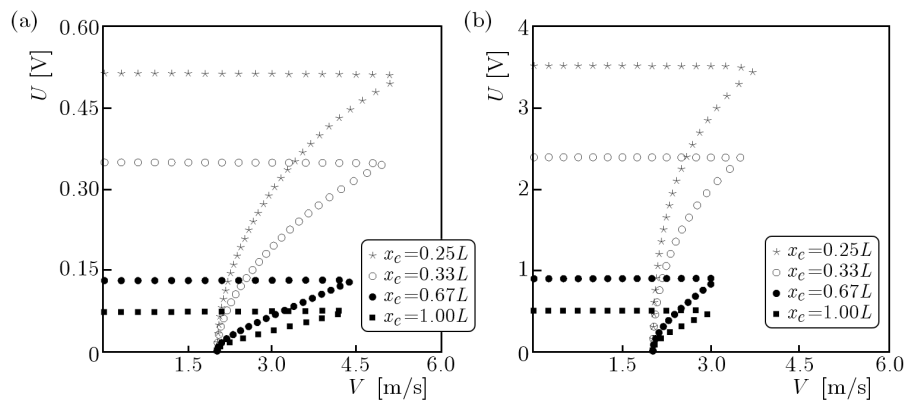 (a)
U [V]
0.60
0.45
0.30
0.15
0
1.5
3.0
4.5
6.0
V [m/s]
x_c=0.25L
x_c=0.33L
x_c=0.67L
x_c=1.00L
(b)
U [V]
4
3
2
1
0
1.5
3.0
4.5
6.0
V [m/s]
x_c=0.25L
x_c=0.33L
x_c=0.67L
x_c=1.00L